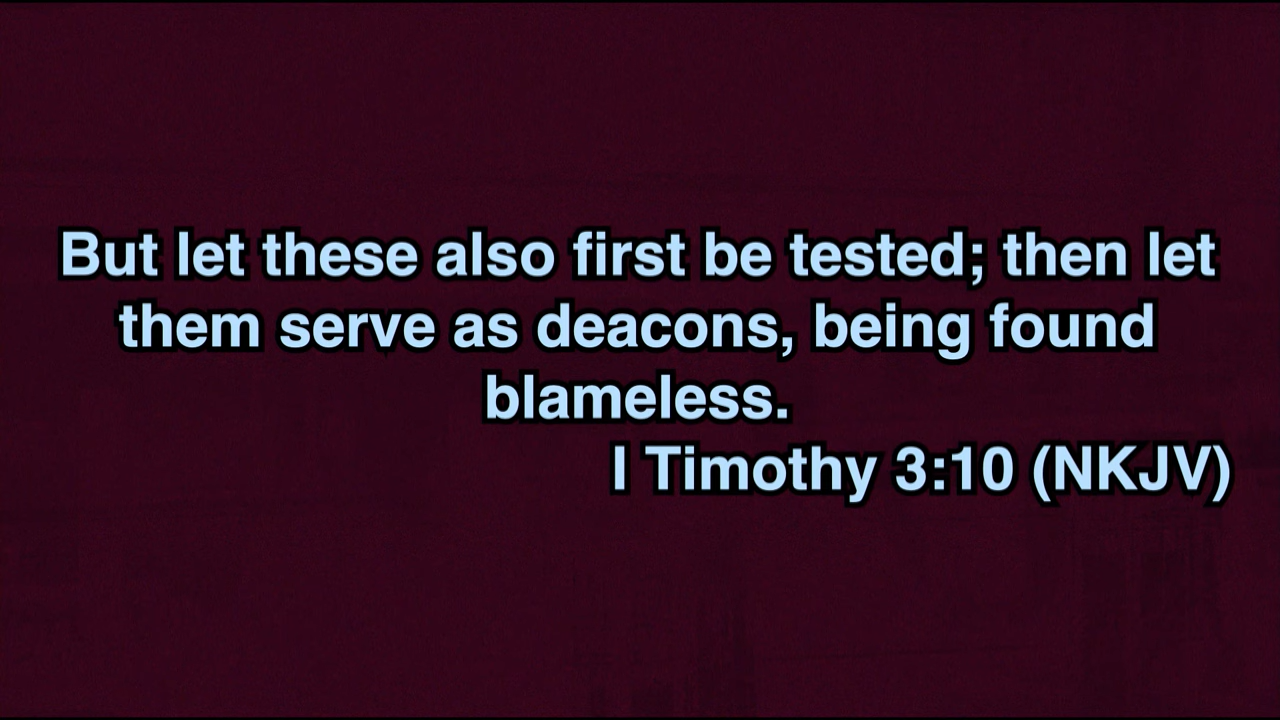 But let these also first be tested; then let
them serve as deacons, being found
blameless.
I Timothy 3:10 (NKJV)